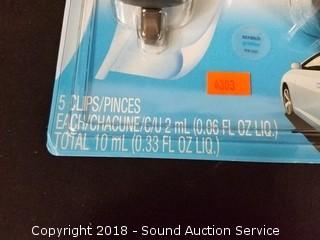 6303
5 CLIPS/PINCES
EACH/CHACUNE/C/U 2 mL (0.06 FL OZ LIQ.)
TOTAL 10 mL (0.33 FL OZ LIQ.)
Copyright 2018 - Sound Auction Service